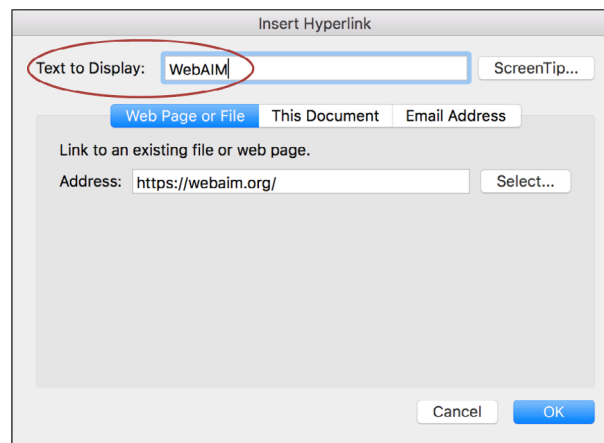 Insert Hyperlink
Text to Display: WebAIM ScreenTip...
Web Page or File This Document Email Address
Link to an existing file or web page.
Address: https://webaim.org/ Select...
Cancel OK